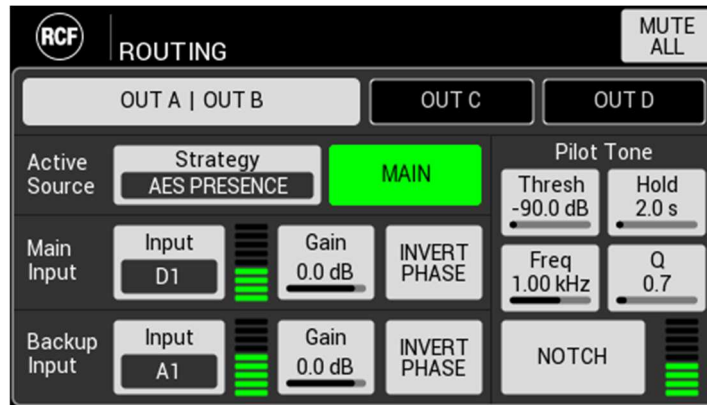 RCF
ROUTING
MUTE
ALL
OUT A | OUT B
OUT C
OUT D
Active
Source
Strategy
AES PRESENCE
MAIN
Pilot Tone
Thresh
-90.0 dB
Hold
2.0 s
Main
Input
Input
D1
Gain
0.0 dB
INVERT
PHASE
Freq
1.00 kHz
Q
0.7
Backup
Input
Input
A1
Gain
0.0 dB
INVERT
PHASE
NOTCH